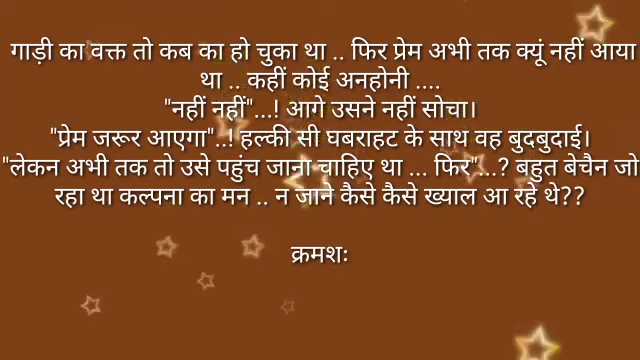 गाड़ी का वक्त तो कब का हो चुका था .. फिर प्रेम अभी तक क्यूं नहीं आया
था .. कहीं कोई अनहोनी ....
"नहीं नहीं"...! आगे उसने नहीं सोचा।
"प्रेम जरूर आएगा"..! हल्की सी घबराहट के साथ वह बुदबुदाई।
"लेकन अभी तक तो उसे पहुंच जाना चाहिए था ... फिर"...? बहुत बेचैन जो
रहा था कल्पना का मन .. न जाने कैसे कैसे ख्याल आ रहे थे??
क्रमशः